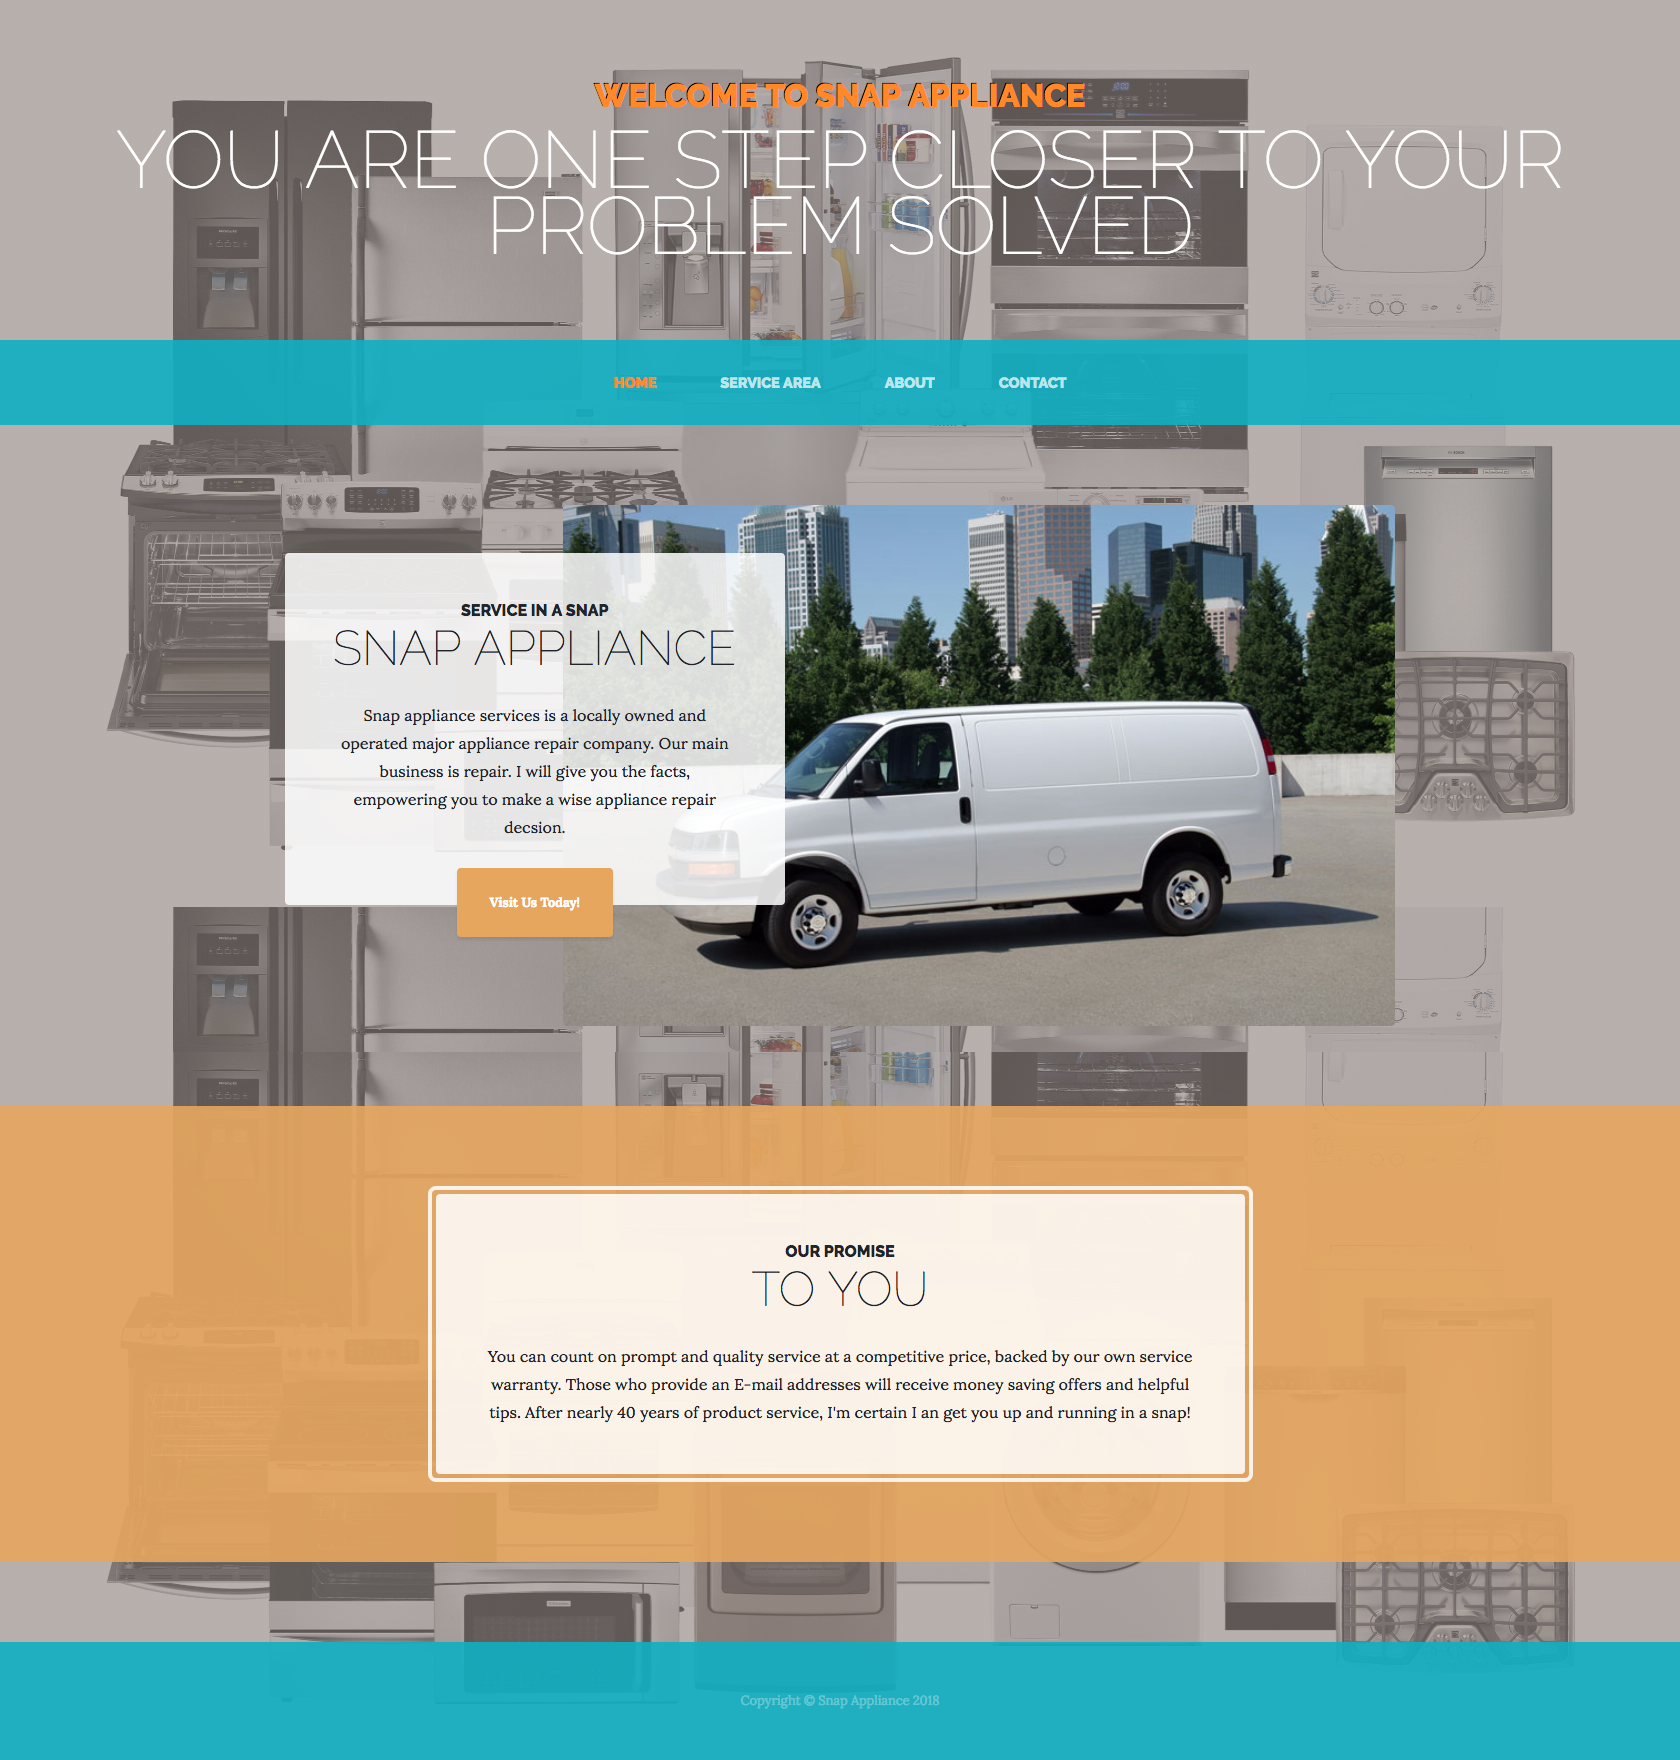 WELCOME TO SNAP APPLIANCE
YOU ARE ONE STEP CLOSER TO YOUR
PROBLEM SOLVED
HOME SERVICE AREA ABOUT CONTACT
SERVICE IN A SNAP
SNAP APPLIANCE
Snap appliance services is a locally owned and
operated major appliance repair company. Our main
business is repair. I will give you the facts,
empowering you to make a wise appliance repair
decsion.
Visit Us Today!
OUR PROMISE
TO YOU
You can count on prompt and quality service at a competitive price, backed by our own service
warranty. Those who provide an E-mail addresses will receive money saving offers and helpful
tips. After nearly 40 years of product service, I'm certain I an get you up and running in a snap!
Copyright © Snap Appliance 2018